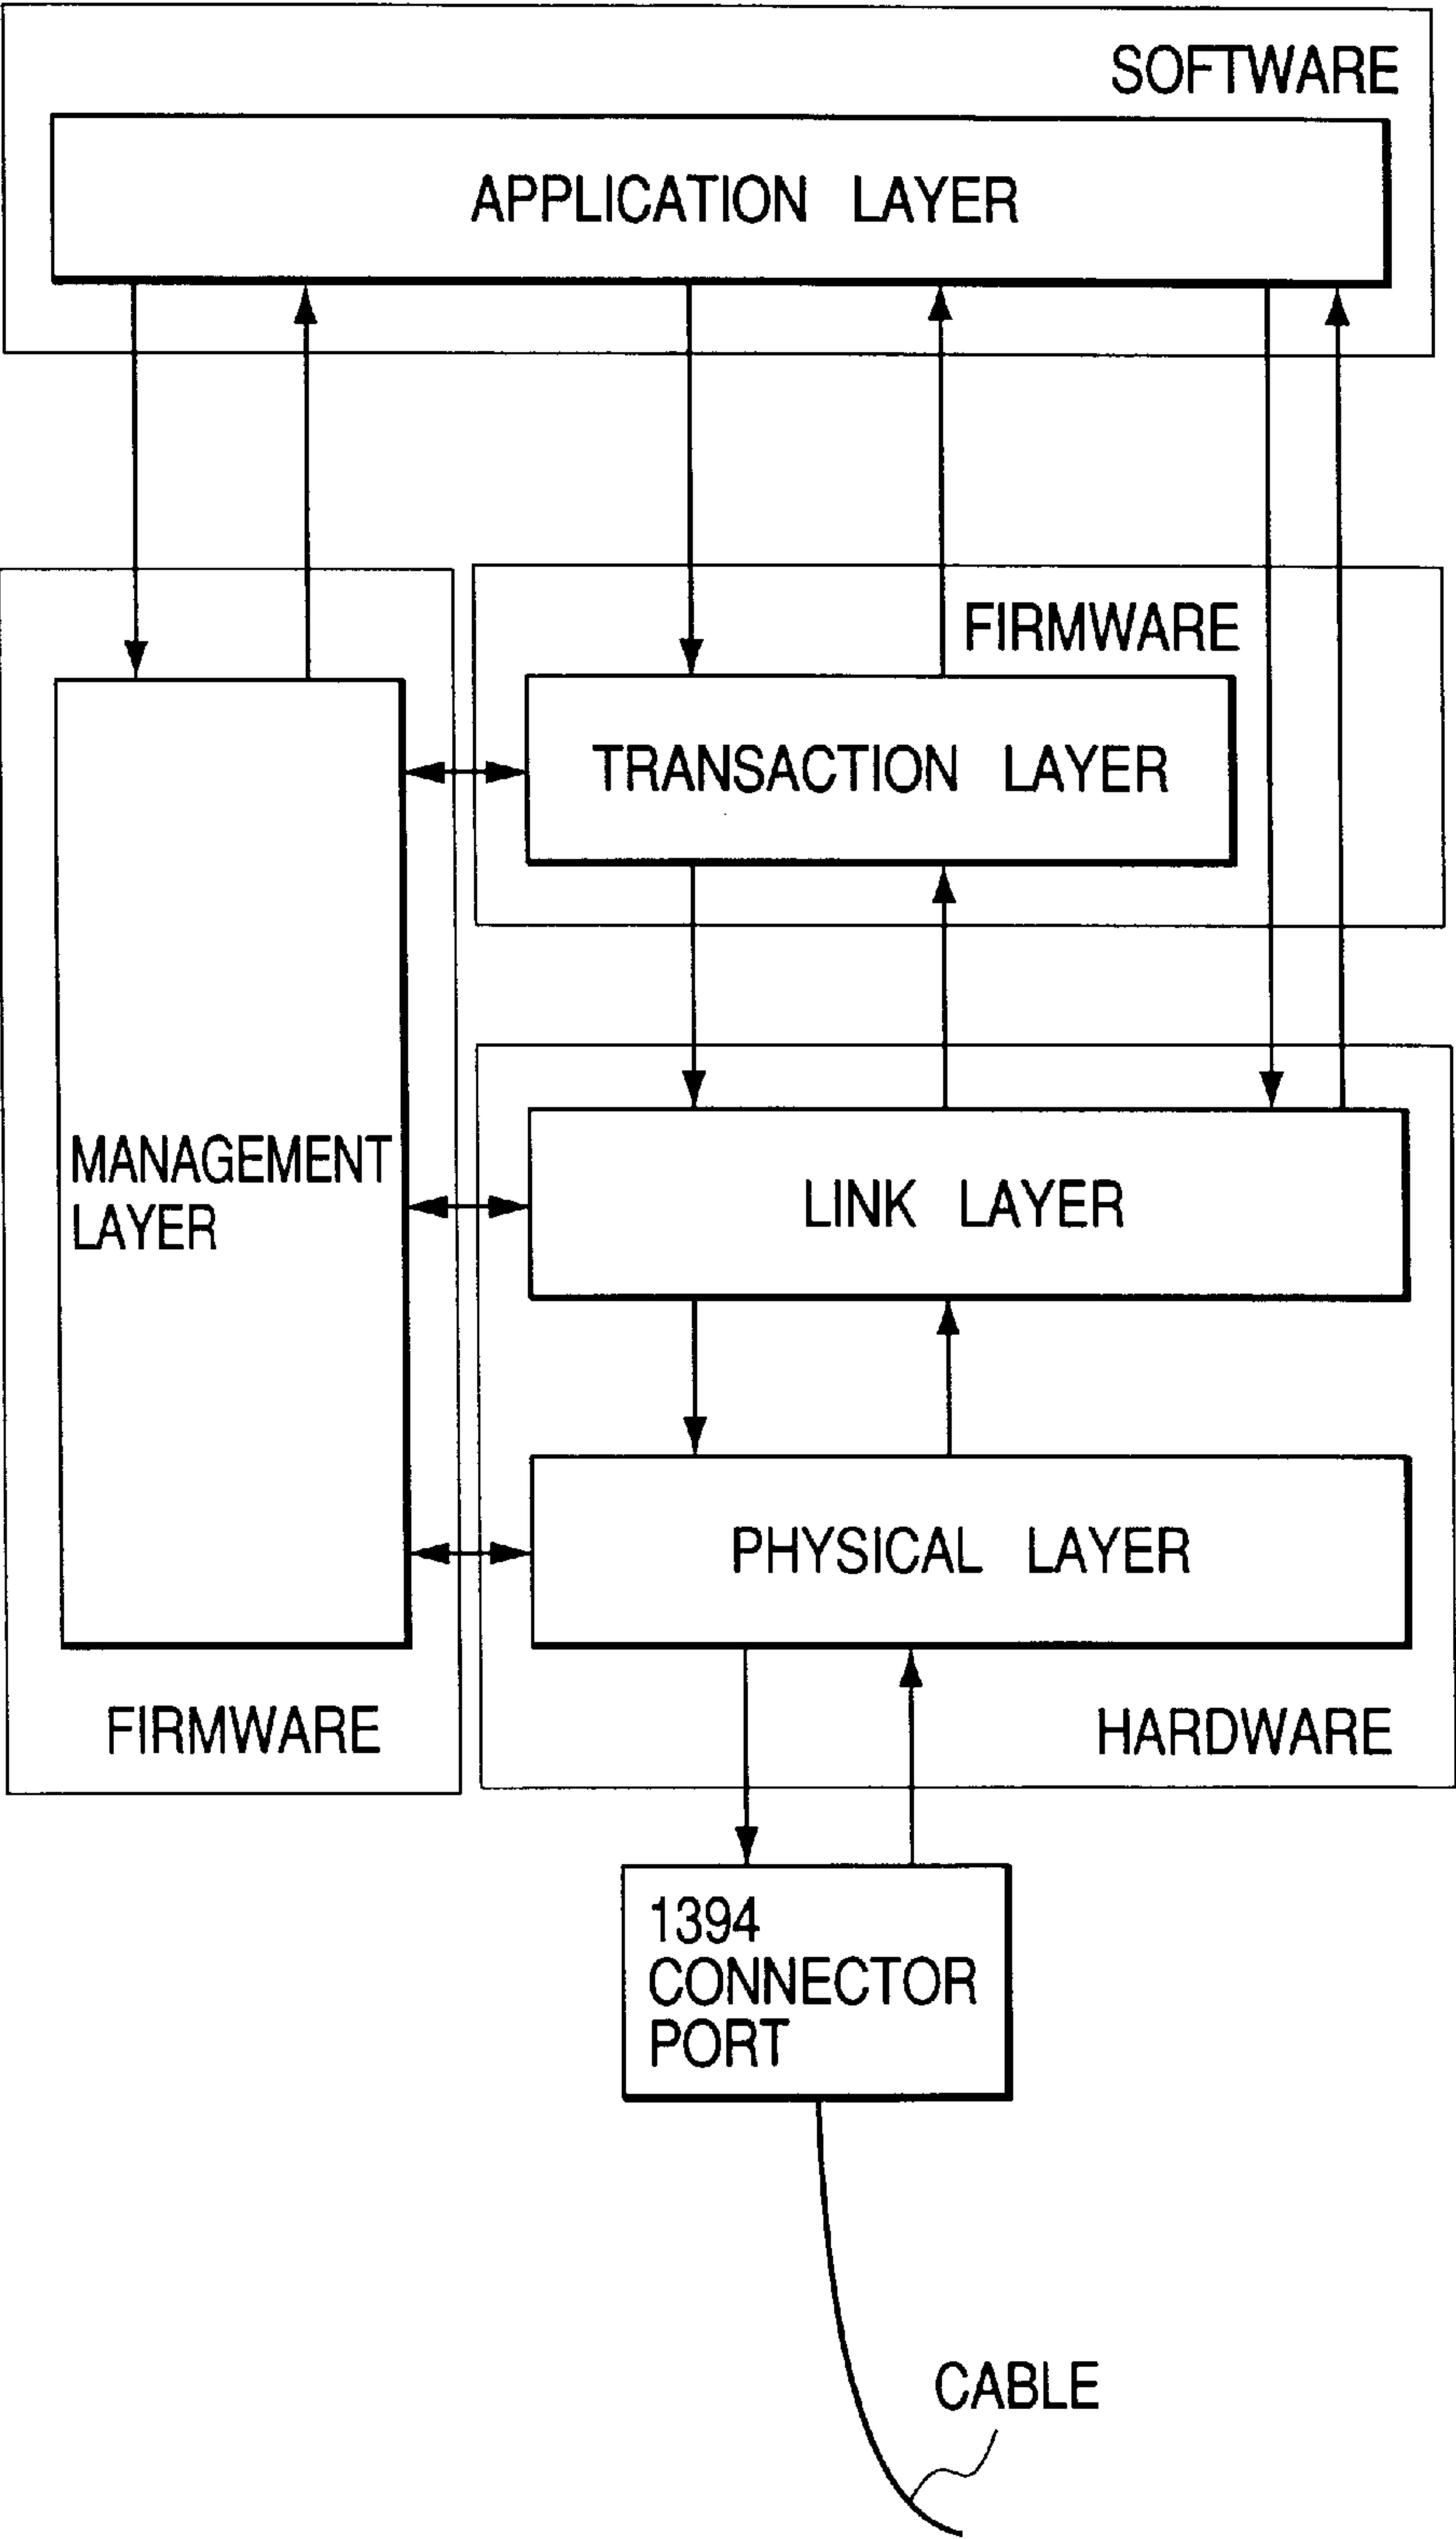 SOFTWARE
APPLICATION LAYER
FIRMWARE
TRANSACTION LAYER
MANAGEMENT
LAYER
LINK LAYER
PHYSICAL LAYER
FIRMWARE
HARDWARE
1394
CONNECTOR
PORT
CABLE